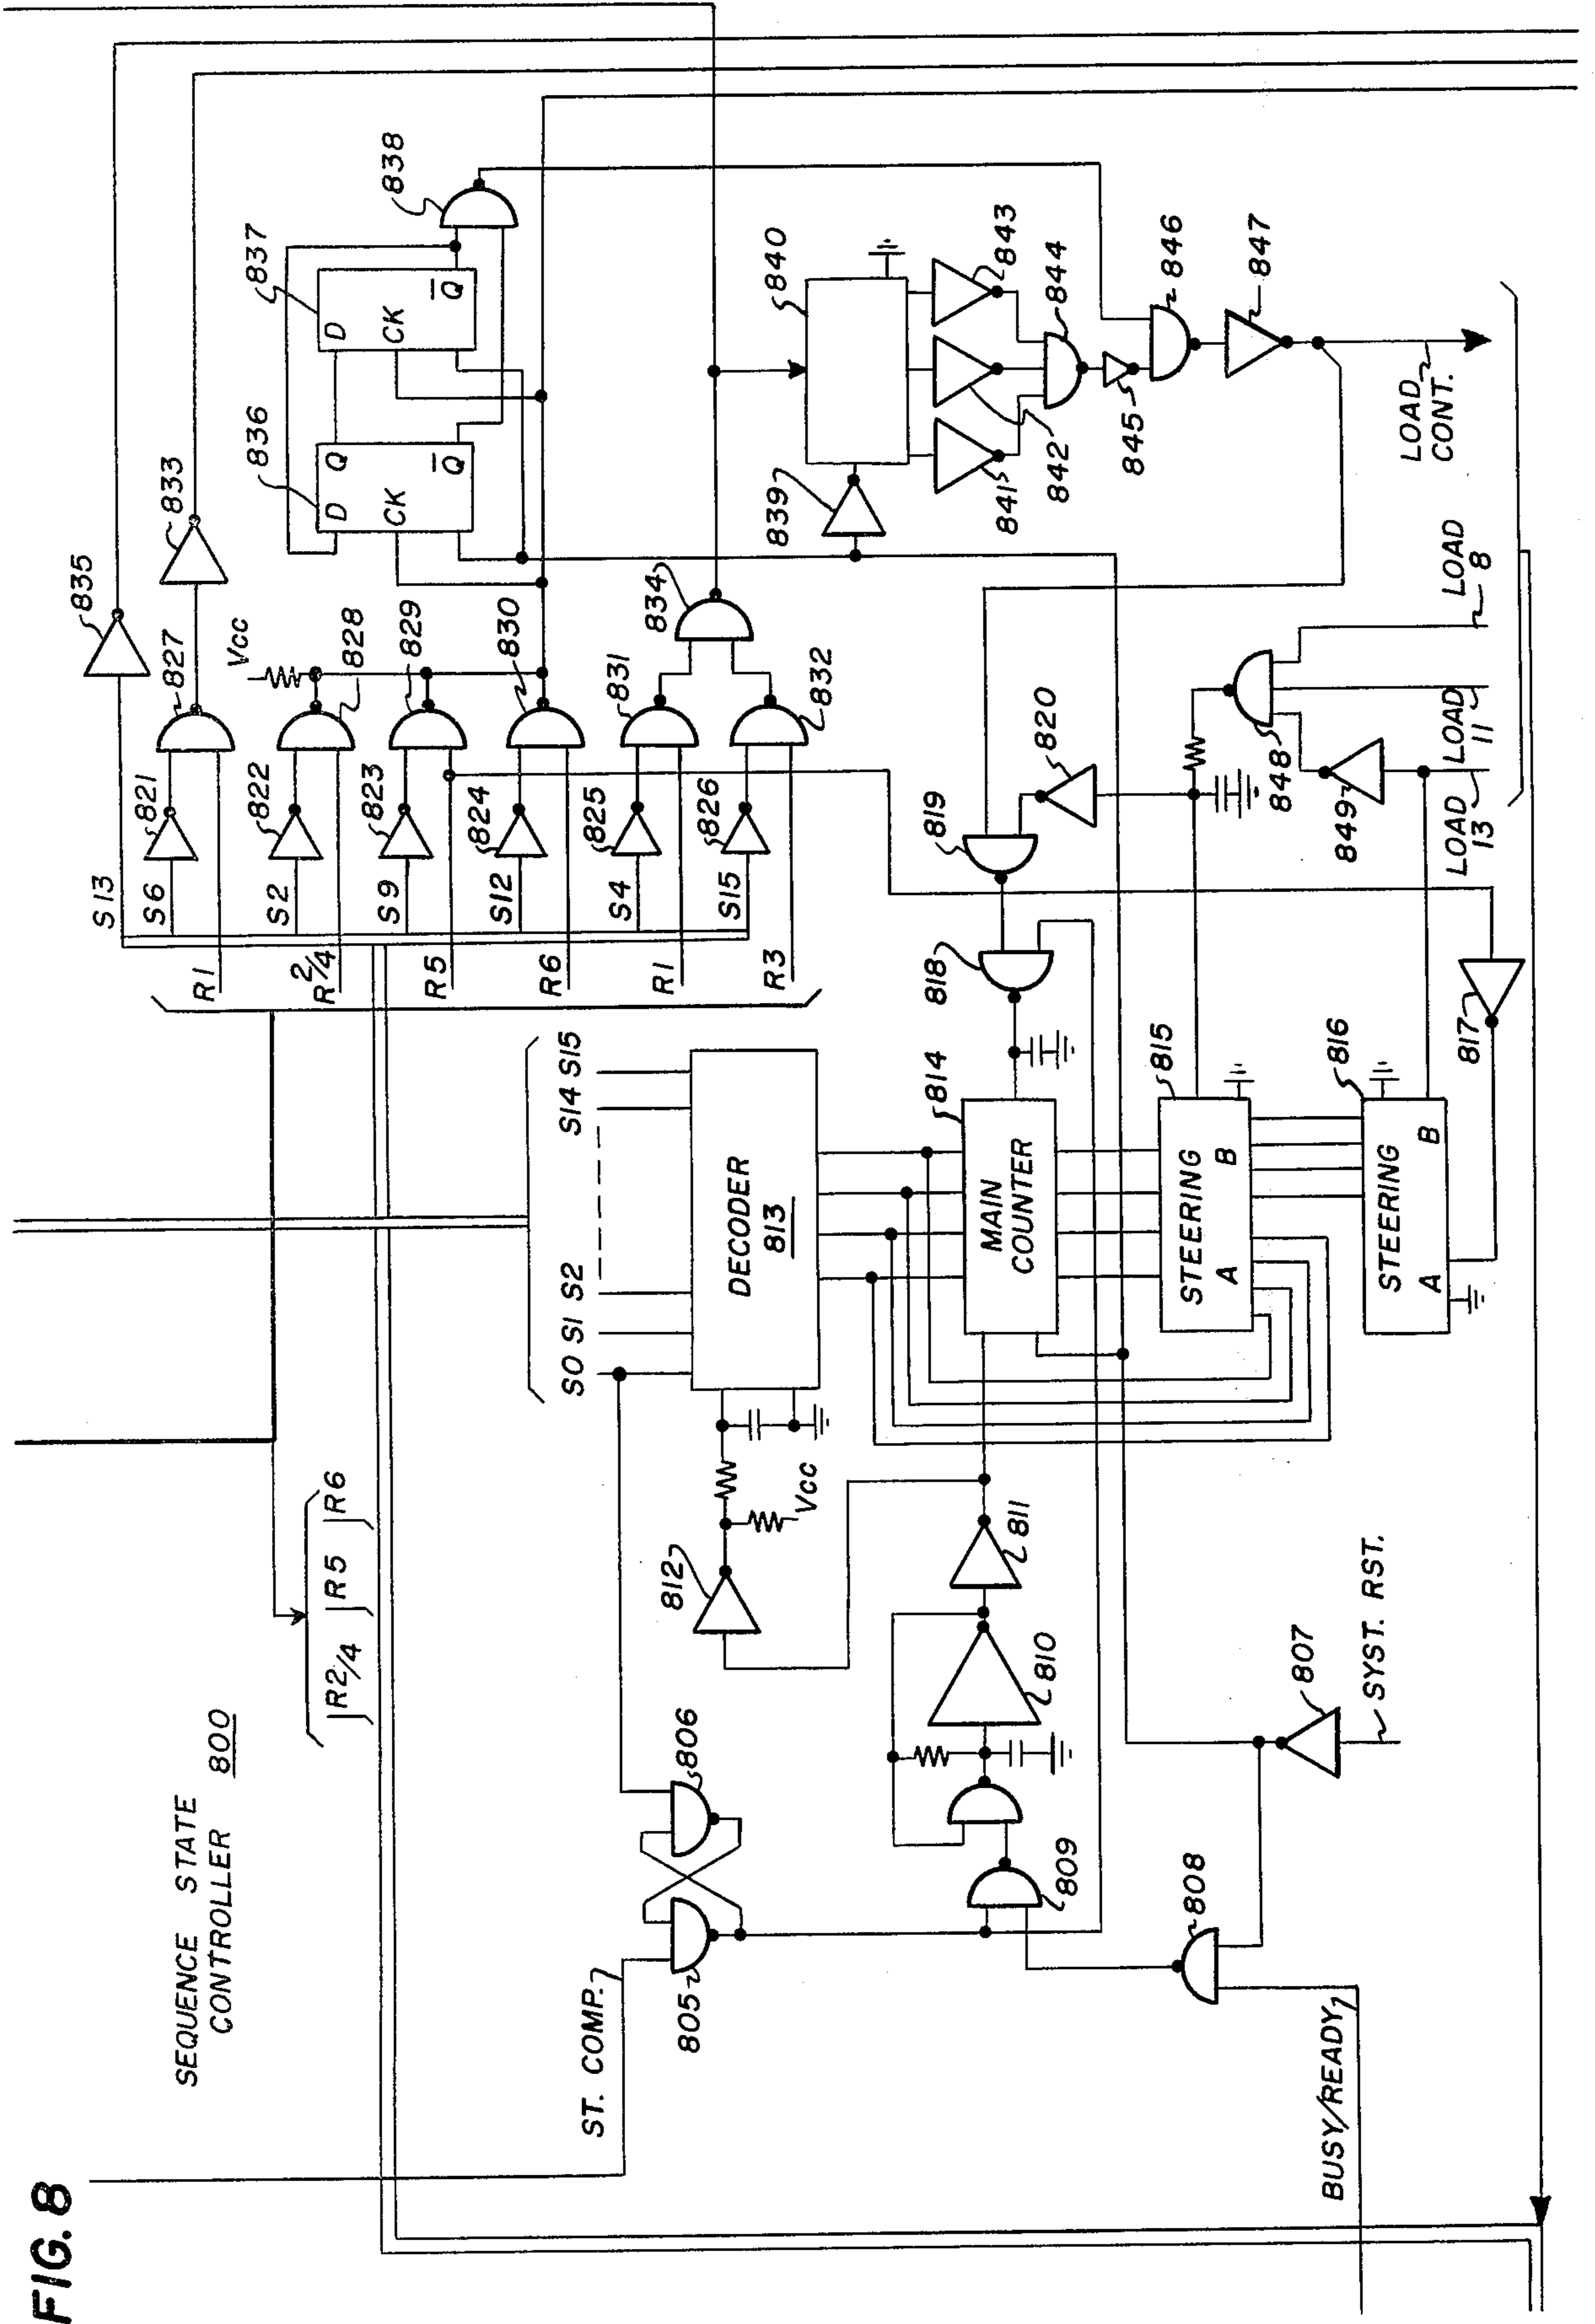 FIG. 8
SEQUENCE STATE
CONTROLLER 800
R2/4 R5 R6
ST. COMP.
805
806
BUSY/READY
808
807
SYST. RST.
809
810
811
812
Vcc
S0 S1 S2 S14 S15
DECODER
813
MAIN
COUNTER
814
STEERING
A B
815
STEERING
A B
816
817
818
819
820
S13
S6
R1
S2
R2/4
S9
R5
S12
R6
S4
R1
S15
R3
821
822
823
824
825
826
827
Vcc
828
829
830
831
832
833
834
835
836
D Q
CK
Q
837
D
CK
Q
838
839
840
841
842
843
844
845
846
847
LOAD
CONT.
848
849
LOAD
13
LOAD
11
LOAD
8